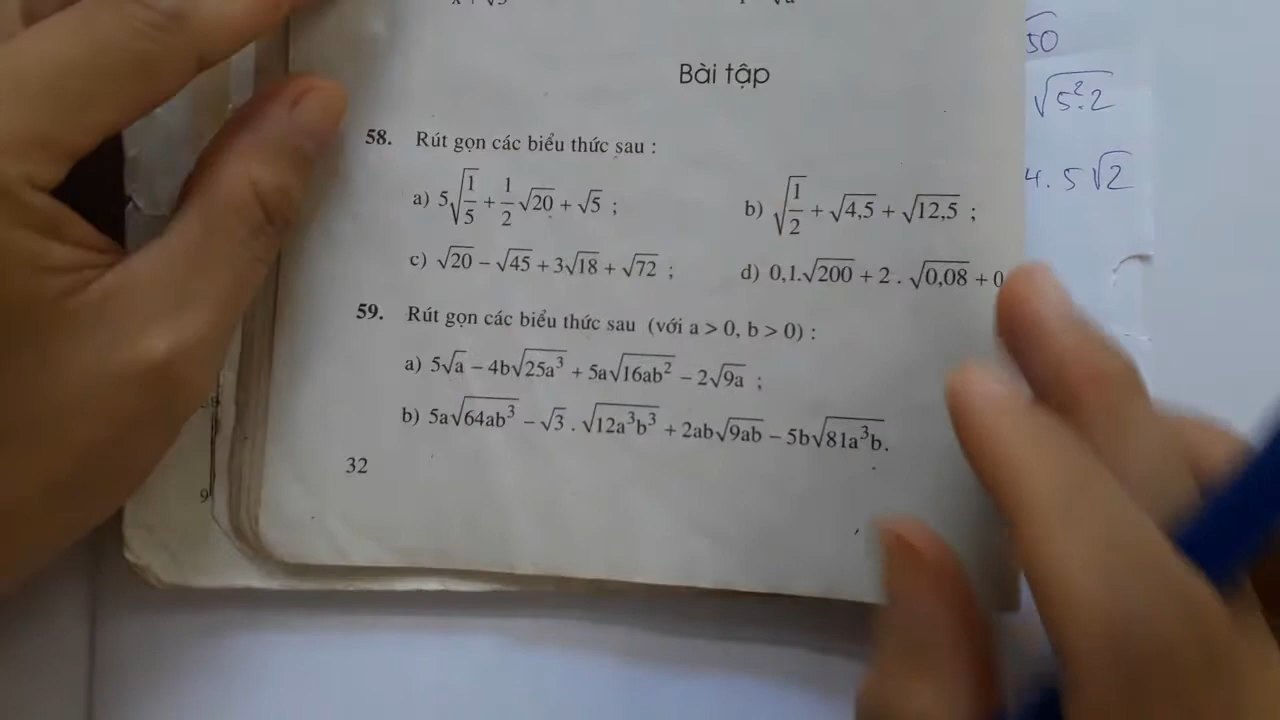 Bài tập
58. Rút gọn các biểu thức sau :
a) 5√(1/5) + 1/2 √20 + √5 ; b) √(1/2) + √4,5 + √12,5 ;
c) √20 − √45 + 3√18 + √72 ; d) 0,1.√200 + 2 . √0,08 + 0
59. Rút gọn các biểu thức sau (với a > 0, b > 0) :
a) 5√a − 4b√(25a³) + 5a√(16ab²) − 2√(9a) ;
b) 5a√(64ab³) − √3 . √(12a³b³) + 2ab√(9ab) − 5b√(81a³b).
32
9
√50
√(5².2)
4. 5√2